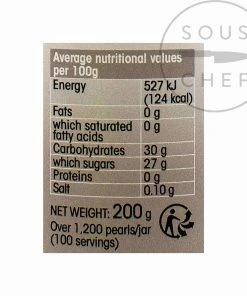 SOUS
CHEF
Average nutritional values
per 100g
Energy 527 kJ
(124 kcal)
Fats 0 g
which saturated 0 g
fatty acids
Carbohydrates 30 g
which sugars 27 g
Proteins 0 g
Salt 0.10 g
NET WEIGHT: 200 g
Over 1,200 pearls/jar
(100 servings)